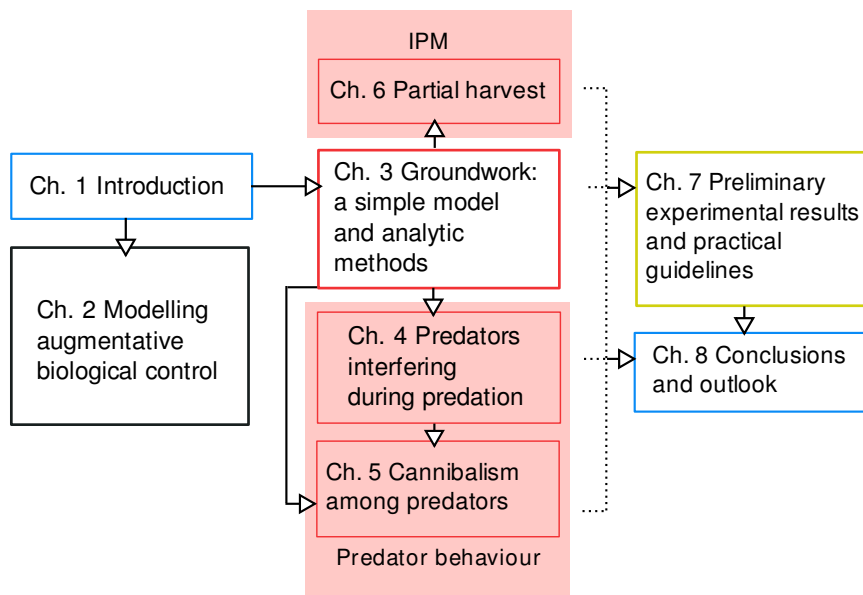 IPM
Ch. 6 Partial harvest
Ch. 1 Introduction
Ch. 3 Groundwork:
a simple model
and analytic
methods
Ch. 2 Modelling
augmentative
biological control
Ch. 4 Predators
interfering
during predation
Ch. 5 Cannibalism
among predators
Predator behaviour
Ch. 7 Preliminary
experimental results
and practical
guidelines
Ch. 8 Conclusions
and outlook